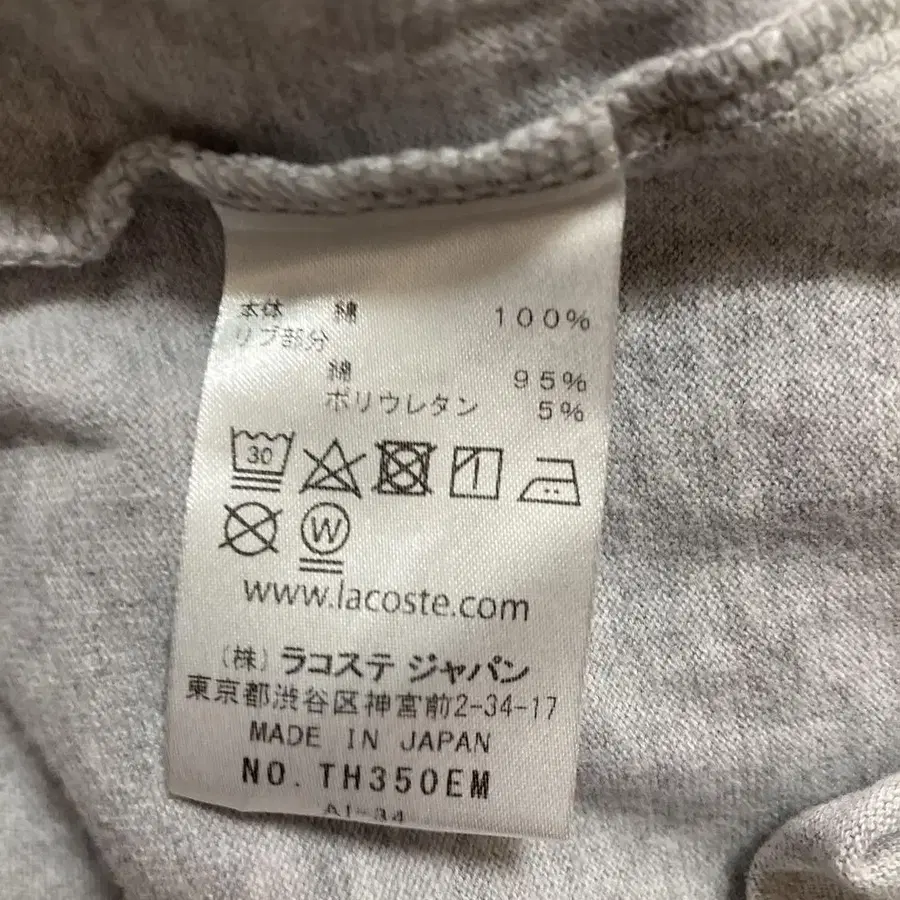 本体 綿 100%
リブ部分
綿 95%
ポリウレタン 5%
30
W
www.lacoste.com
(株) ラコステ ジャパン
東京都渋谷区神宮前2-34-17
MADE IN JAPAN
NO. TH350EM